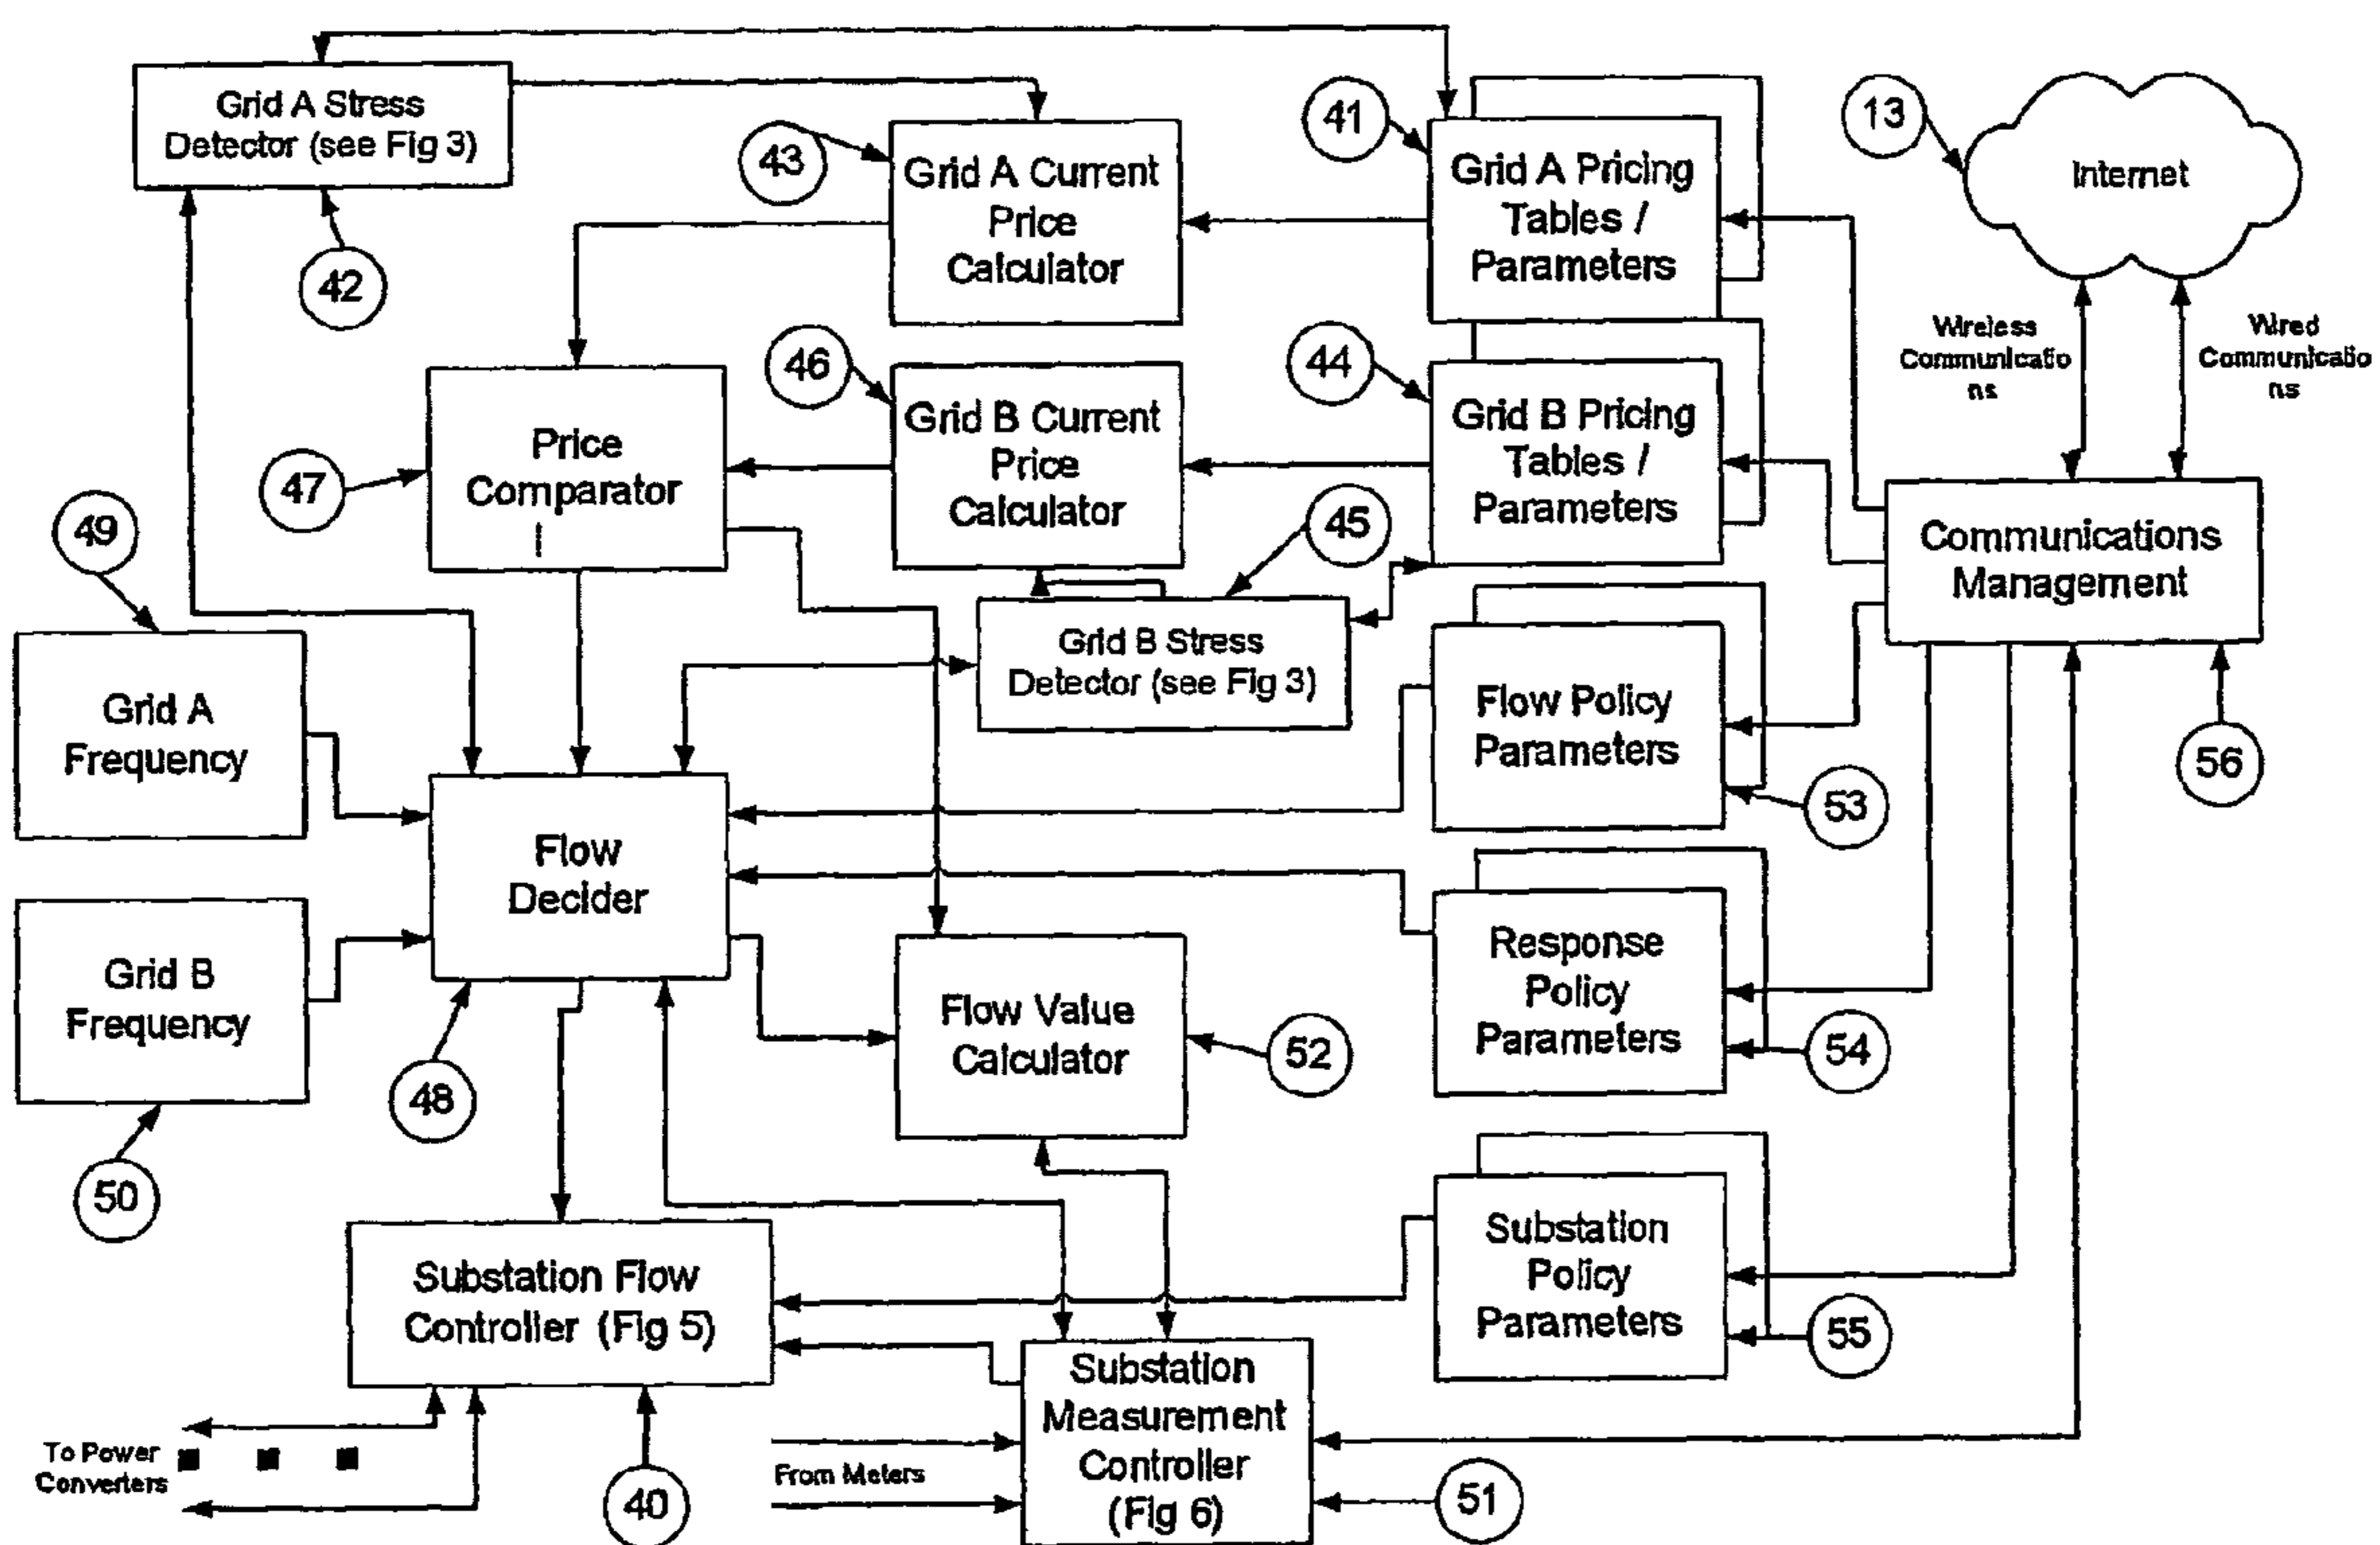 Grid A Stress
Detector (see Fig 3)
42
43
Grid A Current
Price
Calculator
41
Grid A Pricing
Tables /
Parameters
13
Internet
Wireless
Communicatio
ns
Wired
Communicatio
ns
47
Price
Comparator
46
Grid B Current
Price
Calculator
44
Grid B Pricing
Tables /
Parameters
45
Grid B Stress
Detector (see Fig 3)
Communications
Management
56
49
Grid A
Frequency
Flow Policy
Parameters
53
Flow
Decider
48
Grid B
Frequency
50
Flow Value
Calculator
52
Response
Policy
Parameters
54
Substation Flow
Controller (Fig 5)
40
Substation
Policy
Parameters
55
To Power
Converters
From Meters
Substation
Measurement
Controller
(Fig 6)
51